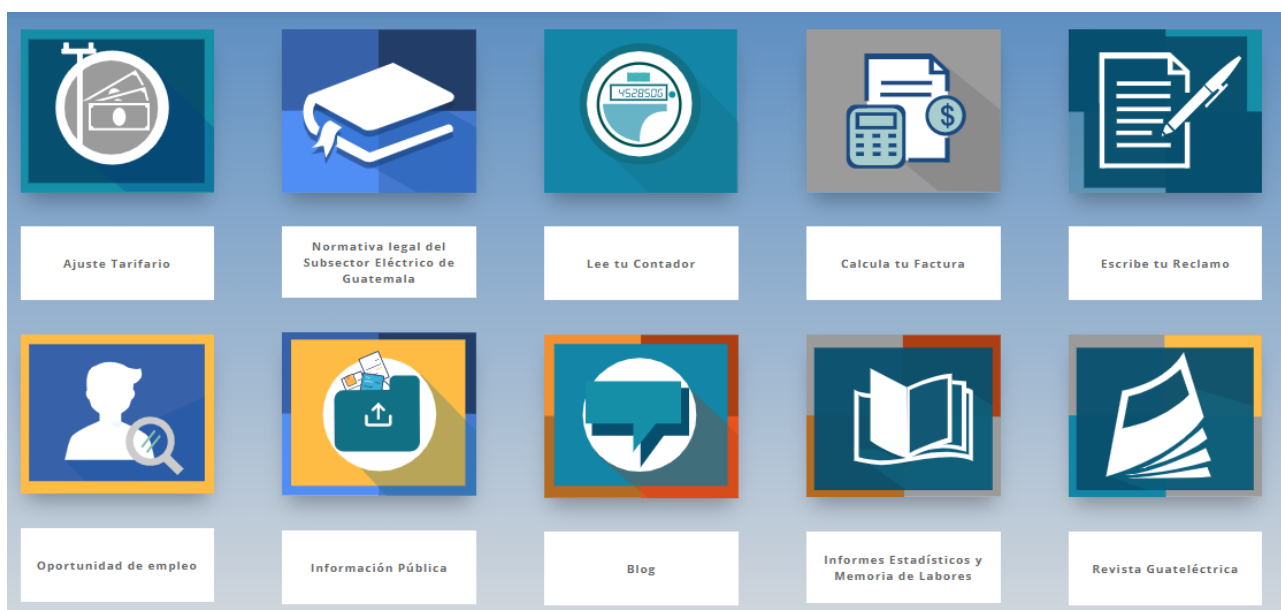 4528506
$
Ajuste Tarifario
Normativa legal del
Subsector Eléctrico de
Guatemala
Lee tu Contador
Calcula tu Factura
Escribe tu Reclamo
Oportunidad de empleo
Información Pública
Blog
Informes Estadísticos y
Memoria de Labores
Revista Guateléctrica